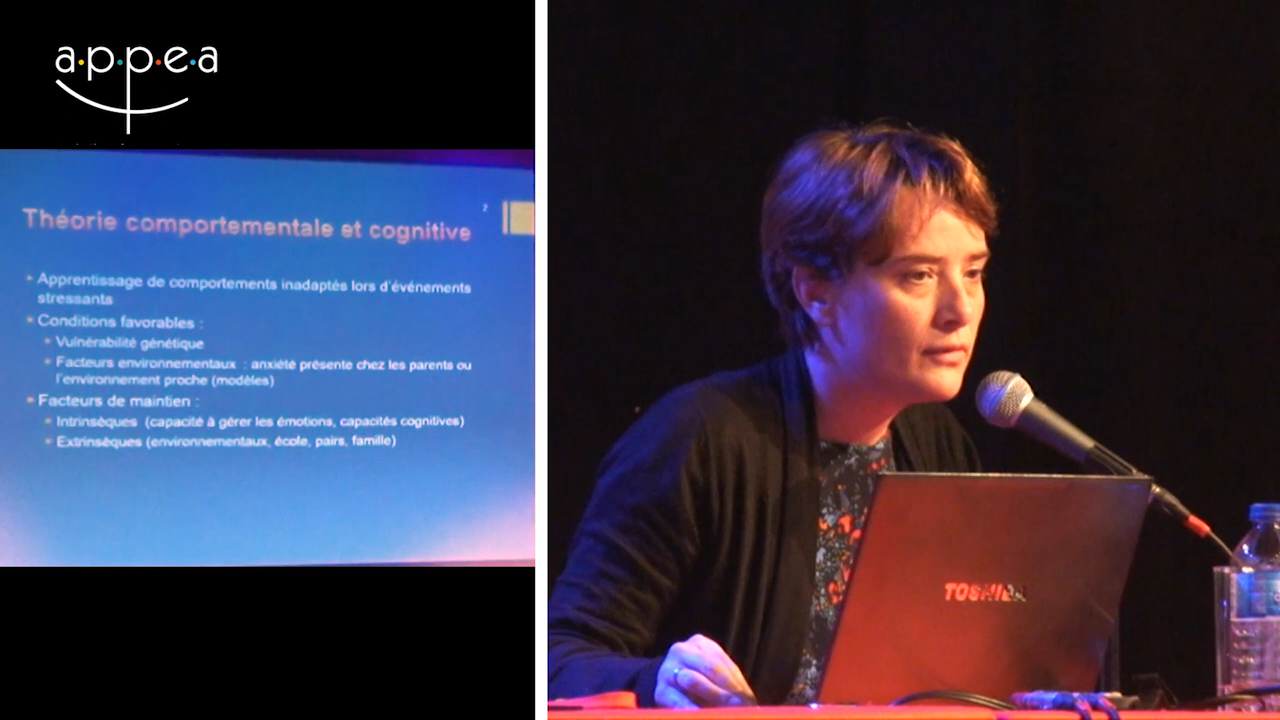 a·p·p·e·a
2
Théorie comportementale et cognitive
Apprentissage de comportements inadaptés lors d'événements
stressants
Conditions favorables :
Vulnérabilité génétique
Facteurs environnementaux : anxiété présente chez les parents ou
l'environnement proche (modèles)
Facteurs de maintien :
Intrinsèques (capacité à gérer les émotions, capacités cognitives)
Extrinsèques (environnementaux, école, pairs, famille)
TOSHIBA